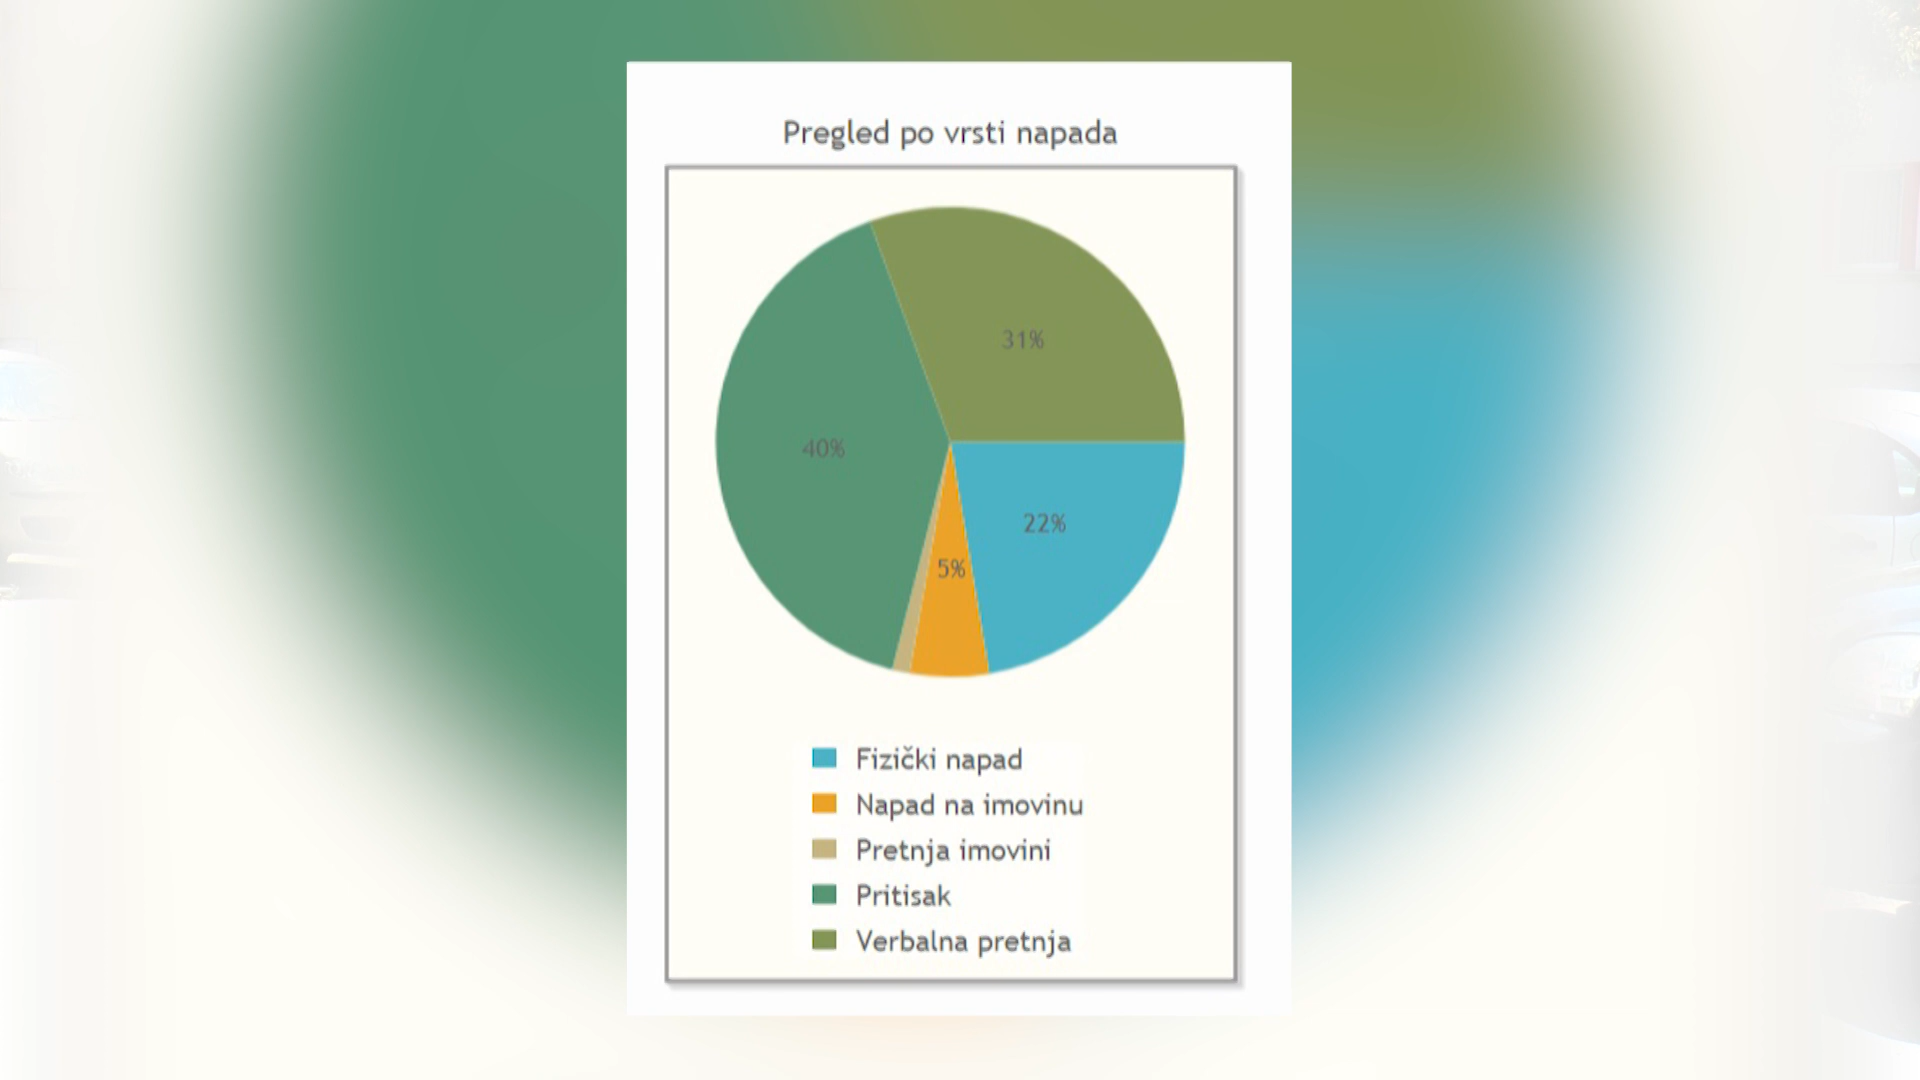 Pregled po vrsti napada
31%
40%
22%
5%
Fizički napad
Napad na imovinu
Pretnja imovini
Pritisak
Verbalna pretnja